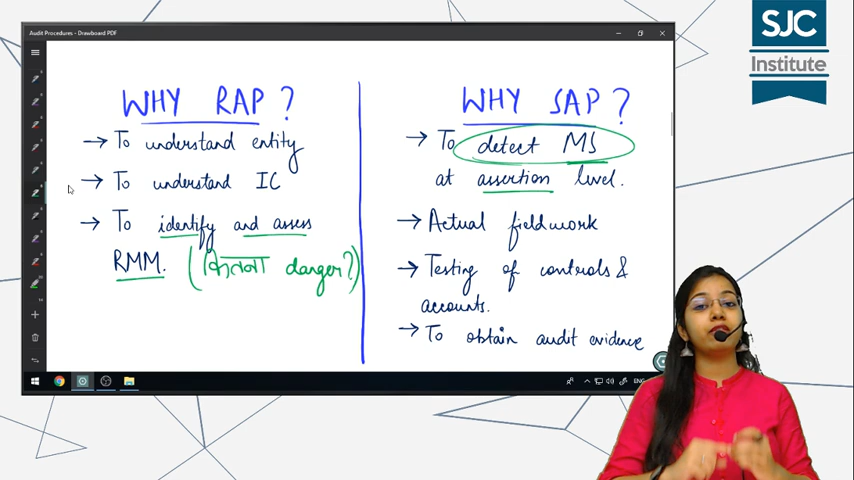 Audit Procedures - Drawboard PDF
SJC
Institute
WHY RAP?
→ To understand entity
→ To understand IC
→ To identify and assess
RMM. (कितना danger?)
WHY SAP?
→ To detect MS
at assertion level.
→ Actual fieldwork
→ Testing of controls &
accounts.
→ To obtain audit evidence
ENG